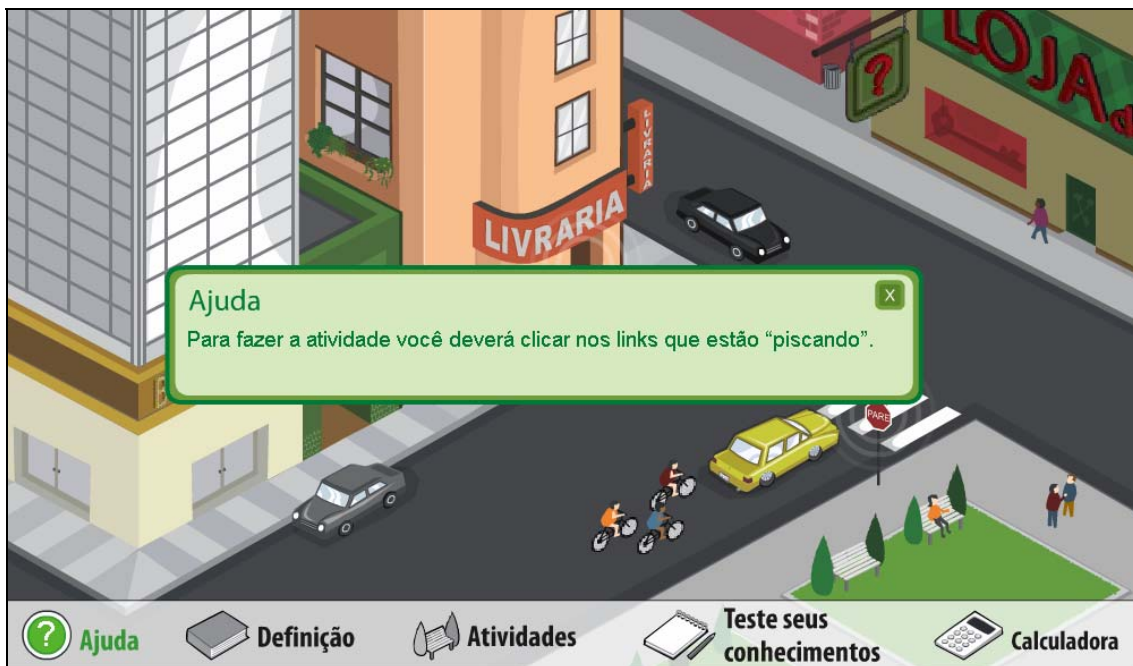 LOJA d
?
LIVRARIA
LIVRARIA
Ajuda
X
Para fazer a atividade você deverá clicar nos links que estão “piscando”.
PARE
? Ajuda
Definição
Atividades
Teste seus
conhecimentos
Calculadora